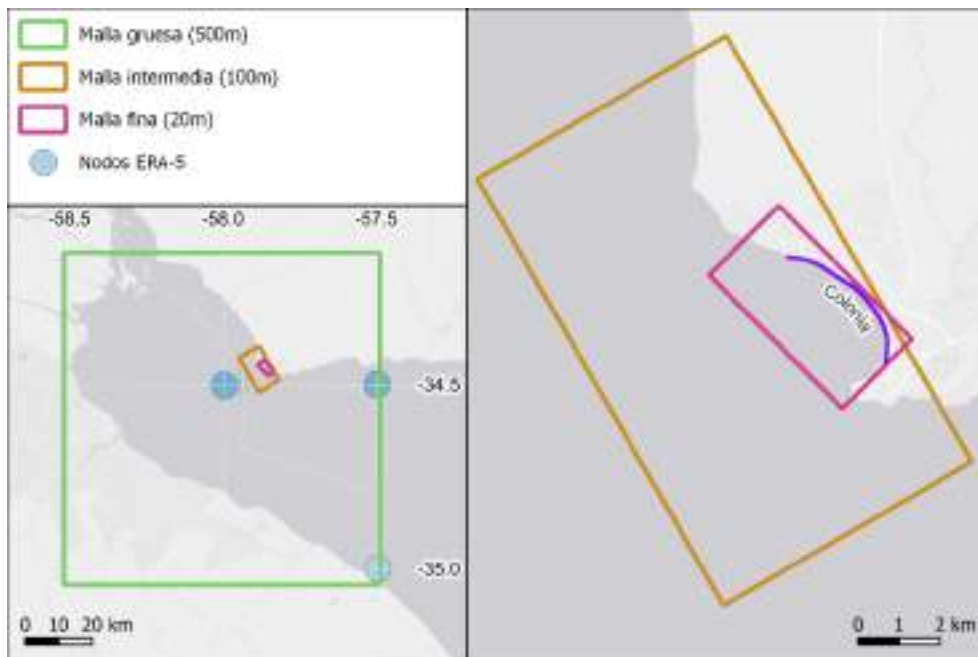 Malla gruesa (500m)
Malla intermedia (100m)
Malla fina (20m)
Nodos ERA-5
-58.5 -58.0 -57.5
-34.5
-35.0
0 10 20 km
Colonia
0 1 2 km